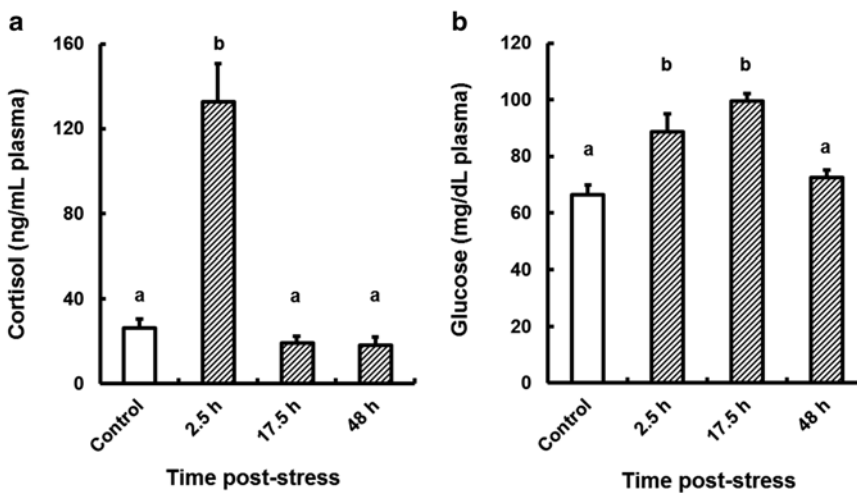 a
Cortisol (ng/mL plasma)
160
120
80
40
0
a
b
a
a
Control
2.5 h
17.5 h
48 h
Time post-stress
b
Glucose (mg/dL plasma)
120
100
80
60
40
20
0
a
b
b
a
Control
2.5 h
17.5 h
48 h
Time post-stress